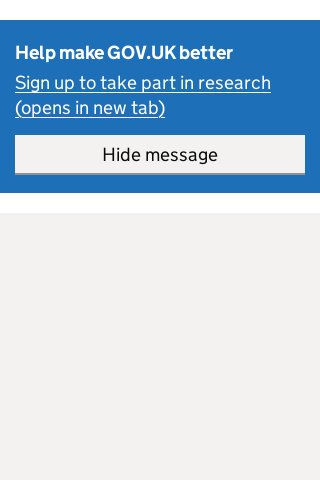 Help make GOV.UK better
Sign up to take part in research
(opens in new tab)
Hide message